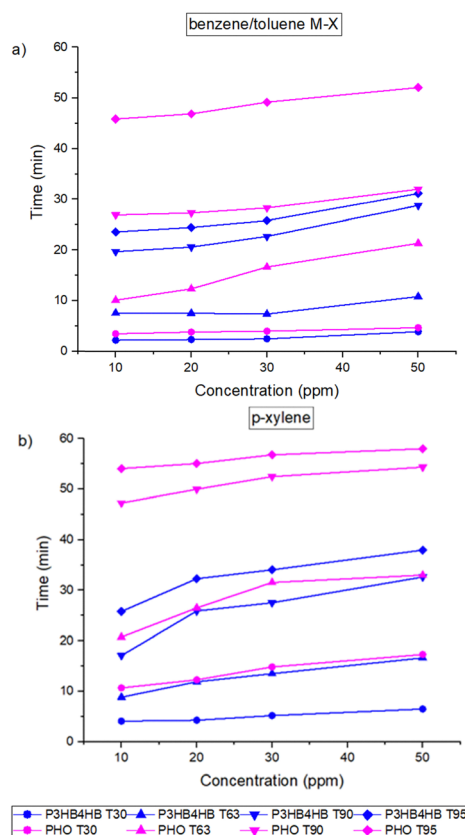 benzene/toluene M-X
a)
60
50
40
30
20
10
0
Time (min)
10 20 30 40 50
Concentration (ppm)
p-xylene
b)
60
50
40
30
20
10
0
Time (min)
10 20 30 40 50
Concentration (ppm)
P3HB4HB T30 P3HB4HB T63 P3HB4HB T90 P3HB4HB T95
PHO T30 PHO T63 PHO T90 PHO T95